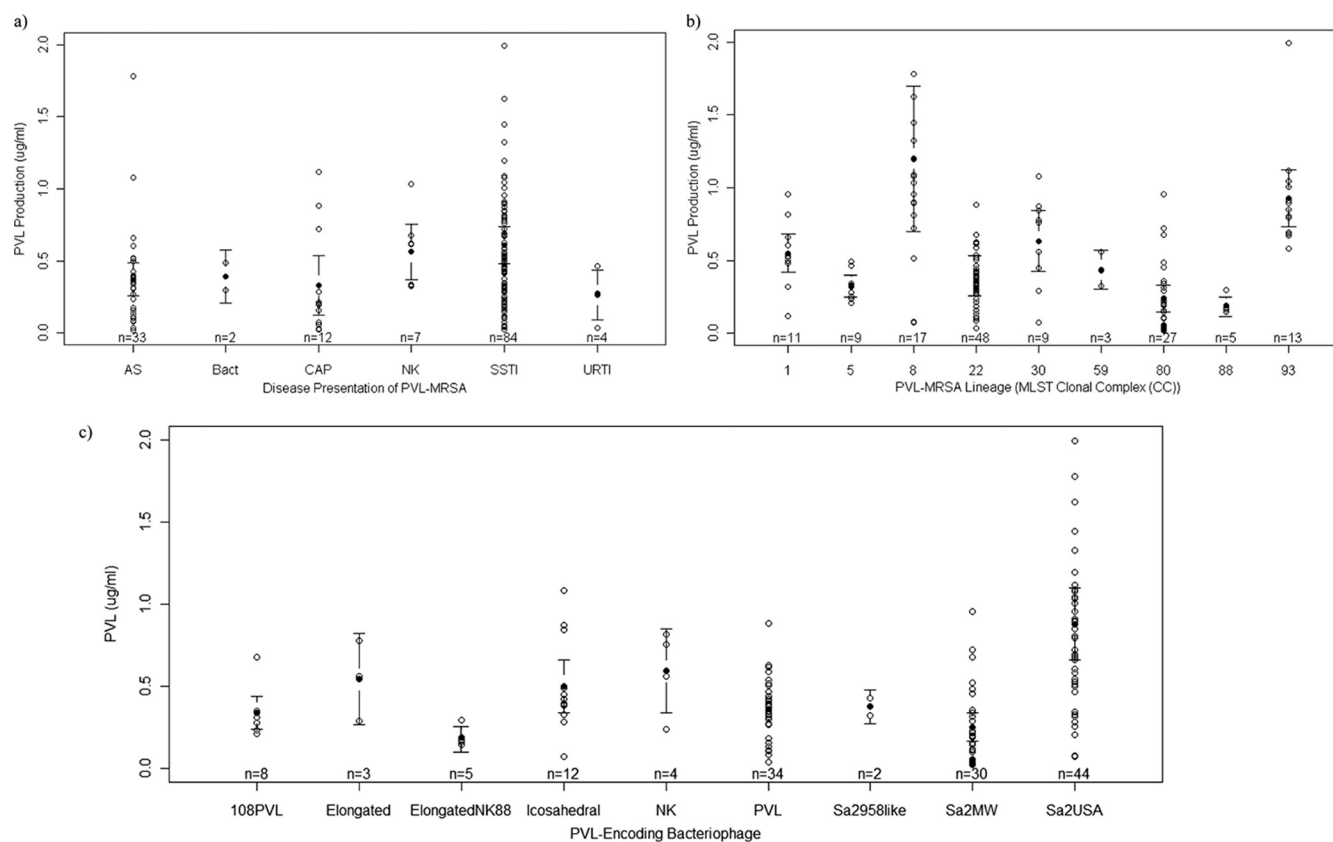 a)
PVL Production (ug/ml)
2.0
1.5
1.0
0.5
0.0
n=33 n=2 n=12 n=7 n=84 n=4
AS Bact CAP NK SSTI URTI
Disease Presentation of PVL-MRSA
b)
PVL Production (ug/ml)
2.0
1.5
1.0
0.5
0.0
n=11 n=9 n=17 n=48 n=9 n=3 n=27 n=5 n=13
1 5 8 22 30 59 80 88 93
PVL-MRSA Lineage (MLST Clonal Complex (CC))
c)
PVL (ug/ml)
2.0
1.5
1.0
0.5
0.0
n=8 n=3 n=5 n=12 n=4 n=34 n=2 n=30 n=44
108PVL Elongated ElongatedNK88 Icosahedral NK PVL Sa2958like Sa2MW Sa2USA
PVL-Encoding Bacteriophage